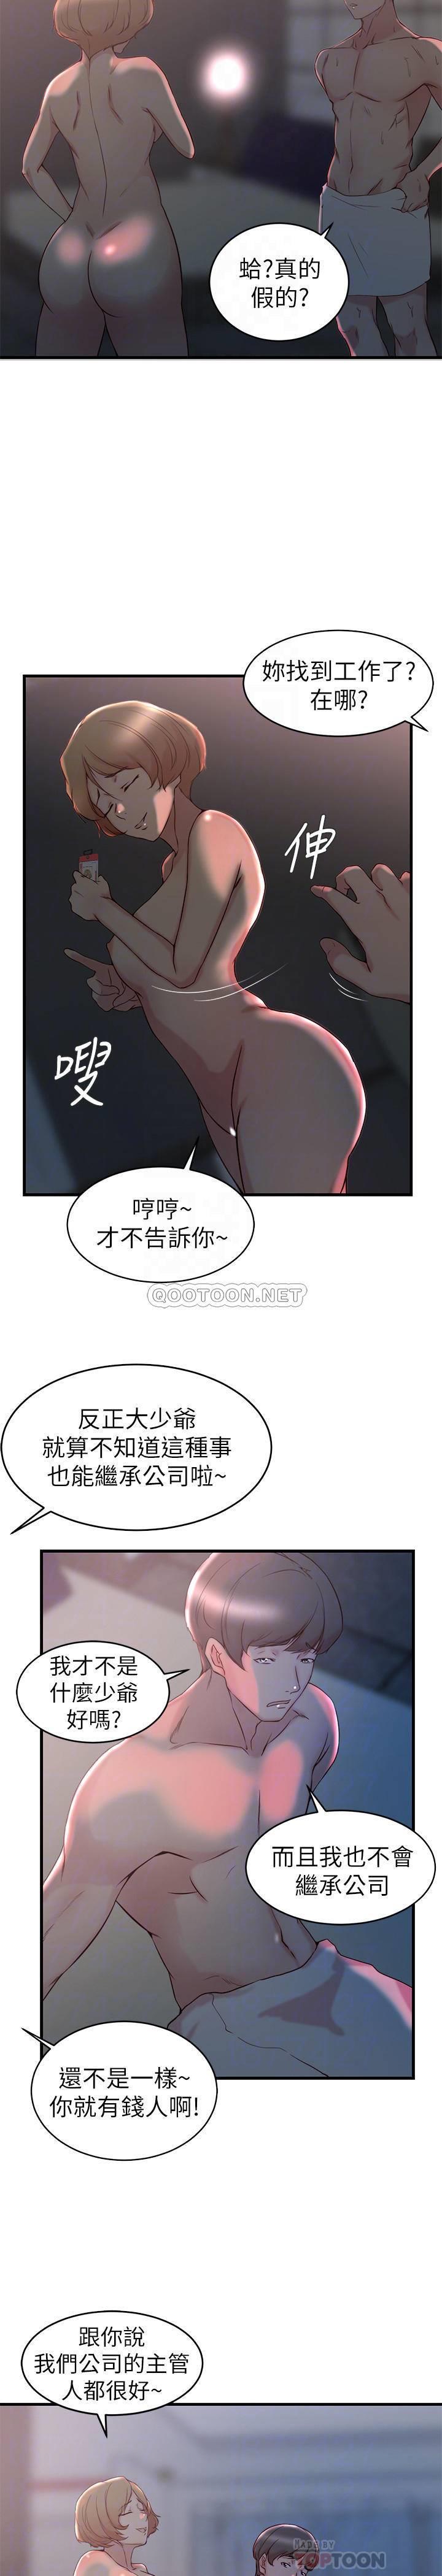 蛤?真的
假的?
妳找到工作了?
在哪?
伸
嗖
哼哼~
才不告訴你~
QOOTOON.NET
反正大少爺
就算不知道這種事
也能繼承公司啦~
我才不是
什麼少爺
好嗎?
而且我也不會
繼承公司
還不是一樣~
你就有錢人啊!
跟你說
我們公司的主管
人都很好~
MADE BY
TOPTOON